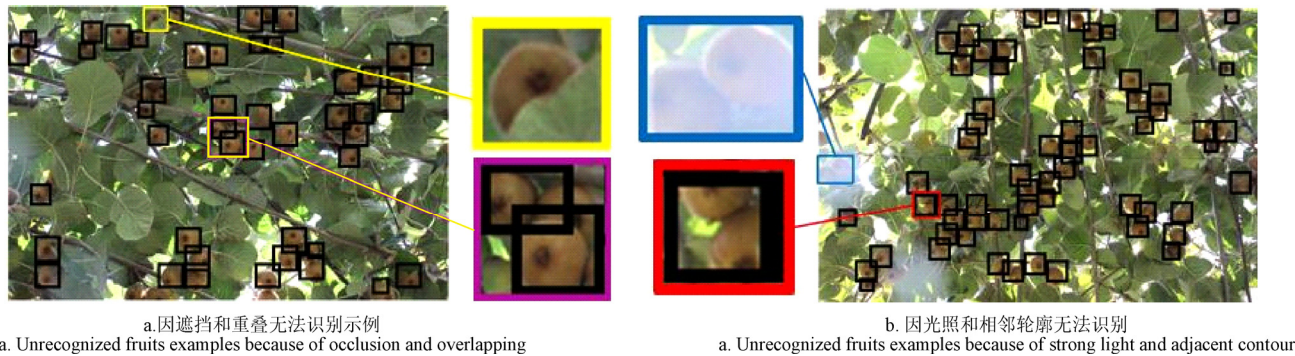 a.因遮挡和重叠无法识别示例
a. Unrecognized fruits examples because of occlusion and overlapping
b. 因光照和相邻轮廓无法识别
a. Unrecognized fruits examples because of strong light and adjacent contour